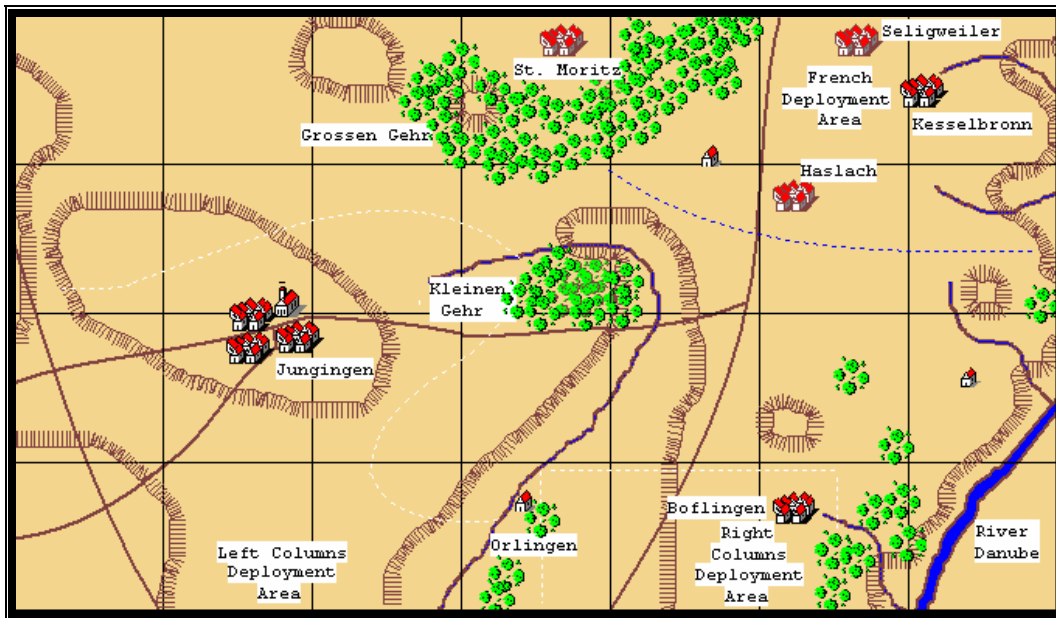 Seligweiler
St. Moritz
French
Deployment
Area
Kesselbronn
Grossen Gehr
Haslach
Kleinen
Gehr
Jungingen
Boflingen
Orlingen
Left Columns
Deployment
Area
Right
Columns
Deployment
Area
River
Danube